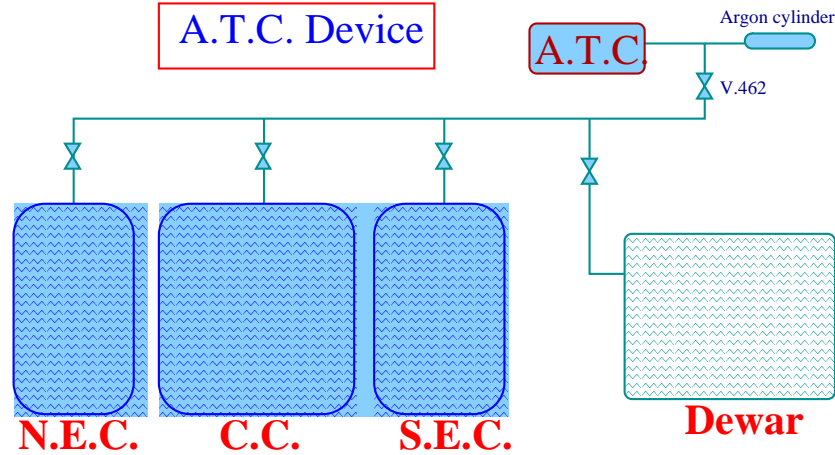 A.T.C. Device
Argon cylinder
A.T.C.
V.462
N.E.C.
C.C.
S.E.C.
Dewar